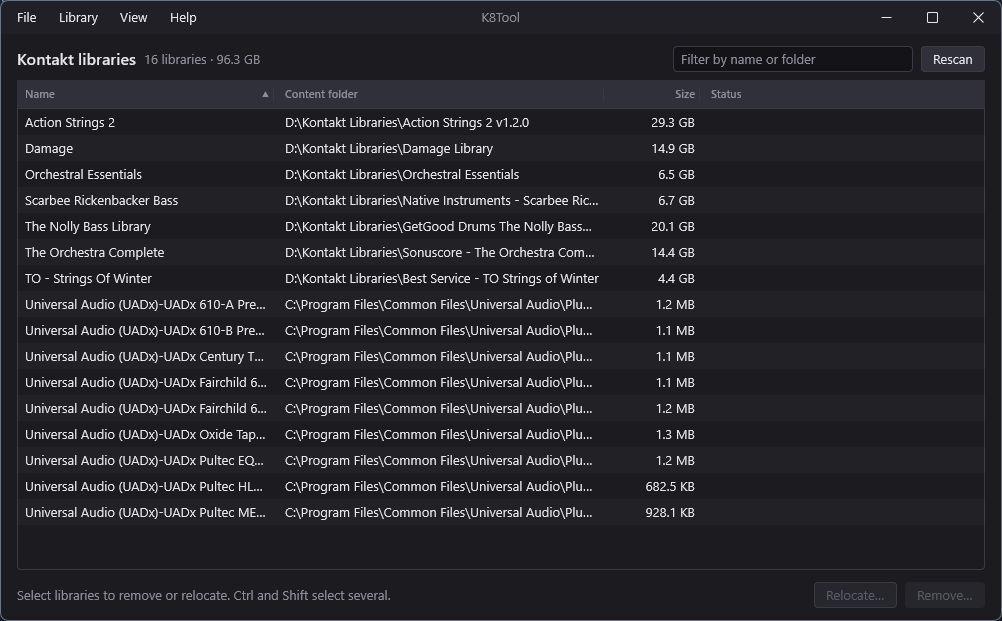 File Library View Help K8Tool
Kontakt libraries 16 libraries · 96.3 GB Filter by name or folder Rescan
Name Content folder Size Status
Action Strings 2 D:\Kontakt Libraries\Action Strings 2 v1.2.0 29.3 GB
Damage D:\Kontakt Libraries\Damage Library 14.9 GB
Orchestral Essentials D:\Kontakt Libraries\Orchestral Essentials 6.5 GB
Scarbee Rickenbacker Bass D:\Kontakt Libraries\Native Instruments - Scarbee Ric... 6.7 GB
The Nolly Bass Library D:\Kontakt Libraries\GetGood Drums The Nolly Bass... 20.1 GB
The Orchestra Complete D:\Kontakt Libraries\Sonuscore - The Orchestra Com... 14.4 GB
TO - Strings Of Winter D:\Kontakt Libraries\Best Service - TO Strings of Winter 4.4 GB
Universal Audio (UADx)-UADx 610-A Pre... C:\Program Files\Common Files\Universal Audio\Plu... 1.2 MB
Universal Audio (UADx)-UADx 610-B Pre... C:\Program Files\Common Files\Universal Audio\Plu... 1.1 MB
Universal Audio (UADx)-UADx Century T... C:\Program Files\Common Files\Universal Audio\Plu... 1.1 MB
Universal Audio (UADx)-UADx Fairchild 6... C:\Program Files\Common Files\Universal Audio\Plu... 1.1 MB
Universal Audio (UADx)-UADx Fairchild 6... C:\Program Files\Common Files\Universal Audio\Plu... 1.2 MB
Universal Audio (UADx)-UADx Oxide Tap... C:\Program Files\Common Files\Universal Audio\Plu... 1.3 MB
Universal Audio (UADx)-UADx Pultec EQ... C:\Program Files\Common Files\Universal Audio\Plu... 1.2 MB
Universal Audio (UADx)-UADx Pultec HL... C:\Program Files\Common Files\Universal Audio\Plu... 682.5 KB
Universal Audio (UADx)-UADx Pultec ME... C:\Program Files\Common Files\Universal Audio\Plu... 928.1 KB
Select libraries to remove or relocate. Ctrl and Shift select several. Relocate... Remove...